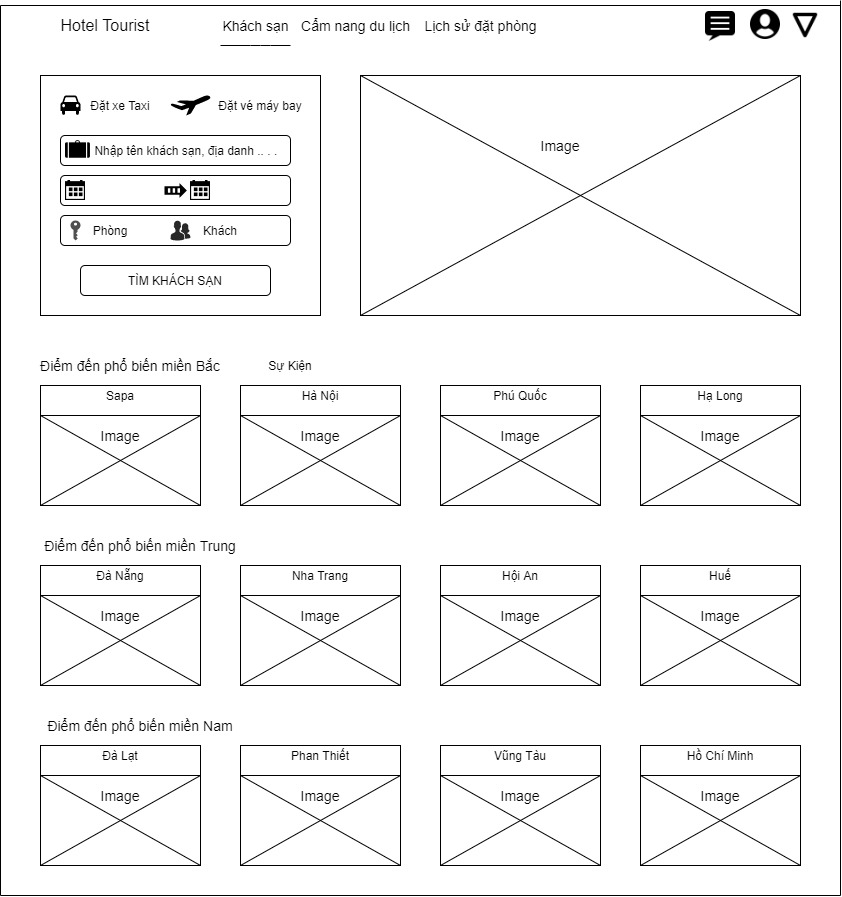 Hotel Tourist
Khách sạn Cẩm nang du lịch Lịch sử đặt phòng
Đặt xe Taxi Đặt vé máy bay
Nhập tên khách sạn, địa danh .. . .
Phòng Khách
TÌM KHÁCH SẠN
Image
Điểm đến phổ biến miền Bắc Sự Kiện
Sapa Hà Nội Phú Quốc Hạ Long
Image Image Image Image
Điểm đến phổ biến miền Trung
Đà Nẵng Nha Trang Hội An Huế
Image Image Image Image
Điểm đến phổ biến miền Nam
Đà Lạt Phan Thiết Vũng Tàu Hồ Chí Minh
Image Image Image Image